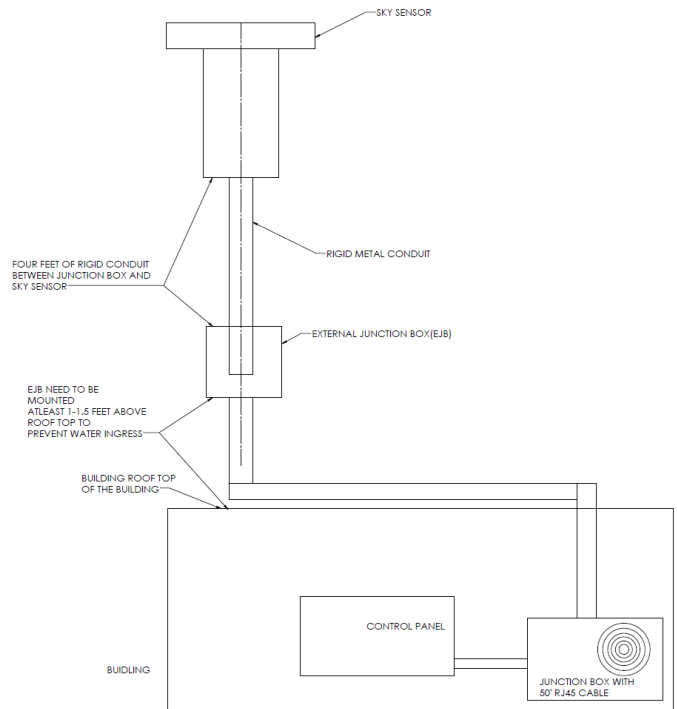 SKY SENSOR
RIGID METAL CONDUIT
FOUR FEET OF RIGID CONDUIT
BETWEEN JUNCTION BOX AND
SKY SENSOR
EXTERNAL JUNCTION BOX(EJB)
EJB NEED TO BE
MOUNTED
ATLEAST 1-1.5 FEET ABOVE
ROOF TOP TO
PREVENT WATER INGRESS
BUILDING ROOF TOP
OF THE BUILDING
CONTROL PANEL
BUIDLING
JUNCTION BOX WITH
50' RJ45 CABLE